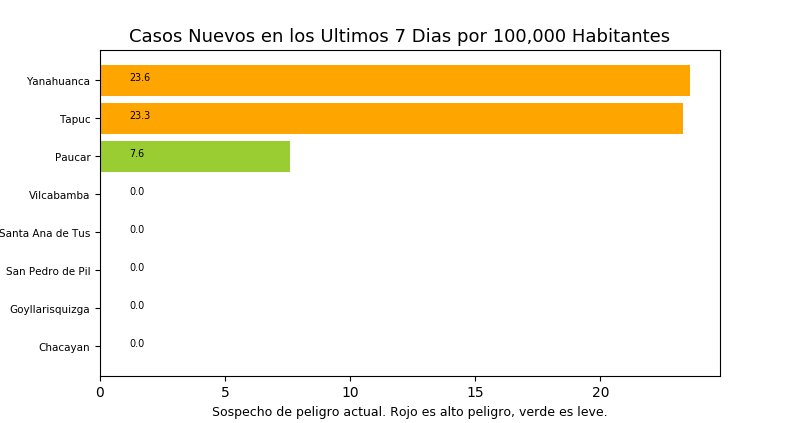 Casos Nuevos en los Ultimos 7 Dias por 100,000 Habitantes
Yanahuanca 23.6
Tapuc 23.3
Paucar 7.6
Vilcabamba 0.0
Santa Ana de Tus 0.0
San Pedro de Pil 0.0
Goyllarisquizga 0.0
Chacayan 0.0
0 5 10 15 20
Sospecho de peligro actual. Rojo es alto peligro, verde es leve.